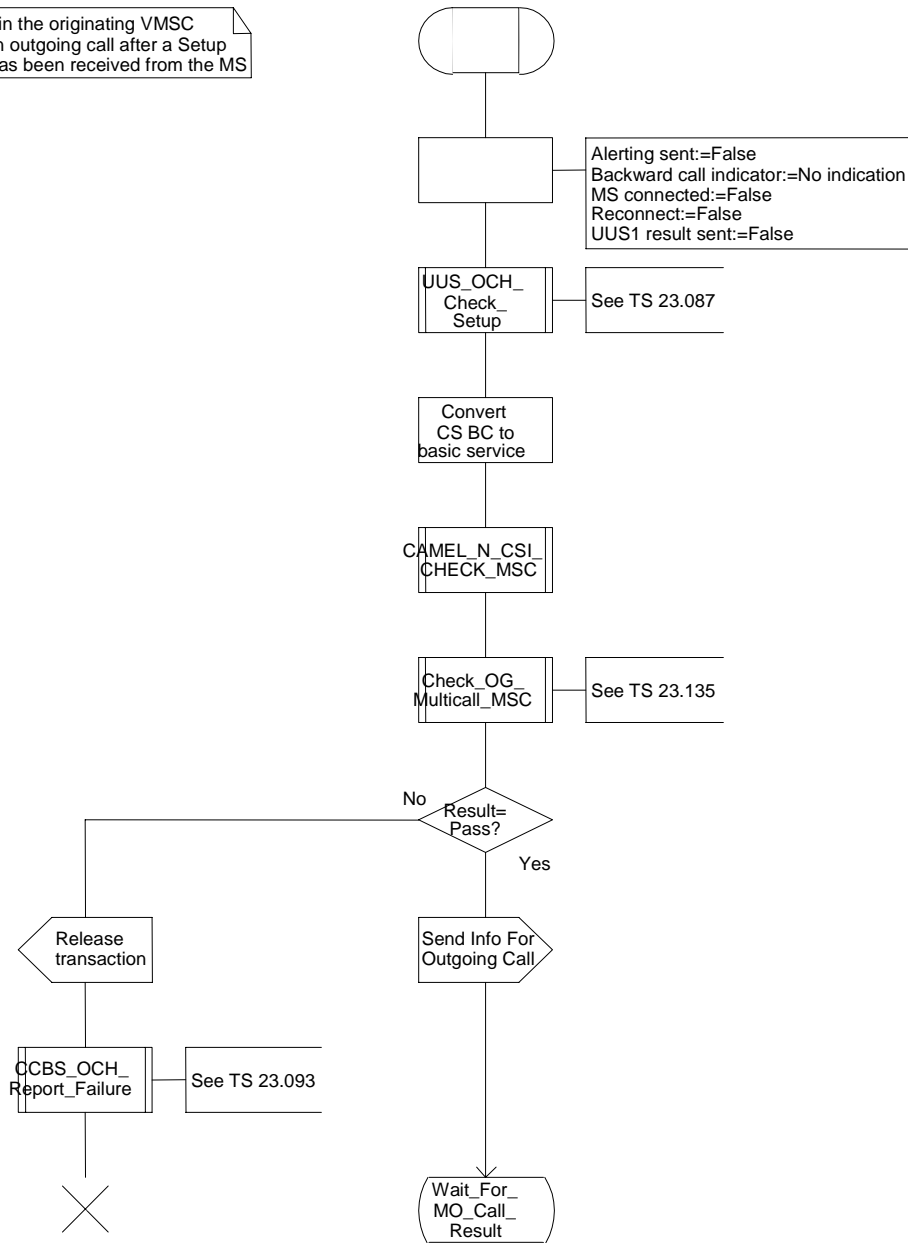 in the originating VMSC
outgoing call after a Setup
as been received from the MS
Alerting sent:=False
Backward call indicator:=No indication
MS connected:=False
Reconnect:=False
UUS1 result sent:=False
UUS_OCH_
Check_
Setup
See TS 23.087
Convert
CS BC to
basic service
CAMEL_N_CSI_
CHECK_MSC
Check_OG_
Multicall_MSC
See TS 23.135
No
Result=
Pass?
Yes
Release
transaction
Send Info For
Outgoing Call
CCBS_OCH_
Report_Failure
See TS 23.093
Wait_For_
MO_Call_
Result